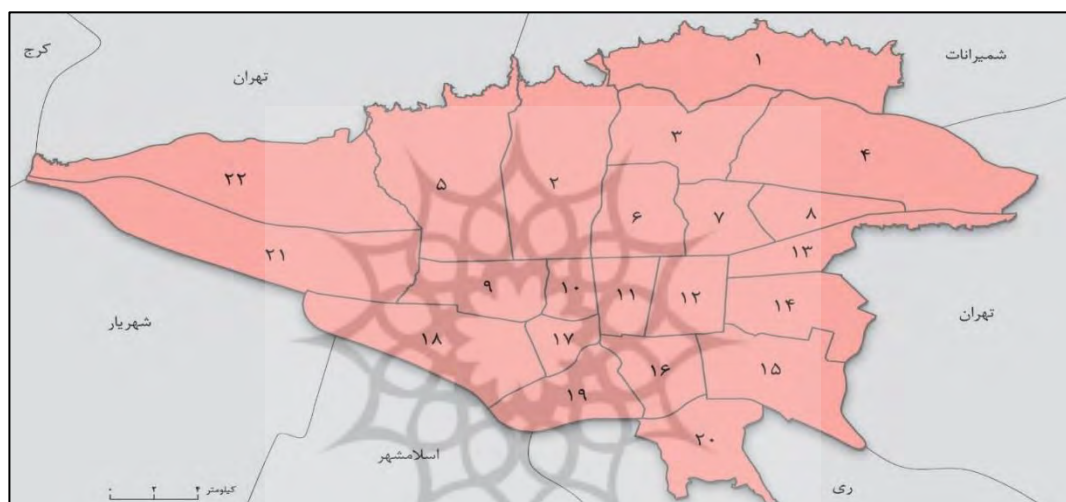 کرج
تهران
شمیرانات
۱
۳
۴
۲۲
۵
۲
۶
۷
۸
۲۱
۱۳
۹
۱۰
۱۱
۱۲
۱۴
شهریار
تهران
۱۸
۱۷
۱۶
۱۵
۱۹
۲۰
اسلامشهر
ری
۰ ۲ ۴ کیلومتر